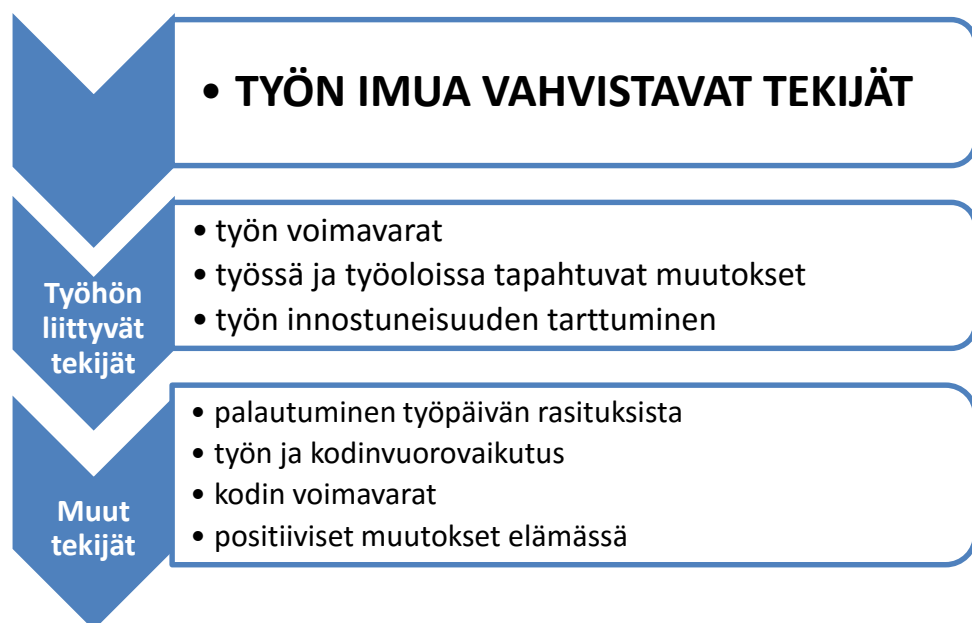 • TYÖN IMUA VAHVISTAVAT TEKIJÄT
Työhön
liittyvät
tekijät
• työn voimavarat
• työssä ja työoloissa tapahtuvat muutokset
• työn innostuneisuuden tarttuminen
Muut
tekijät
• palautuminen työpäivän rasituksista
• työn ja kodinvuorovaikutus
• kodin voimavarat
• positiiviset muutokset elämässä